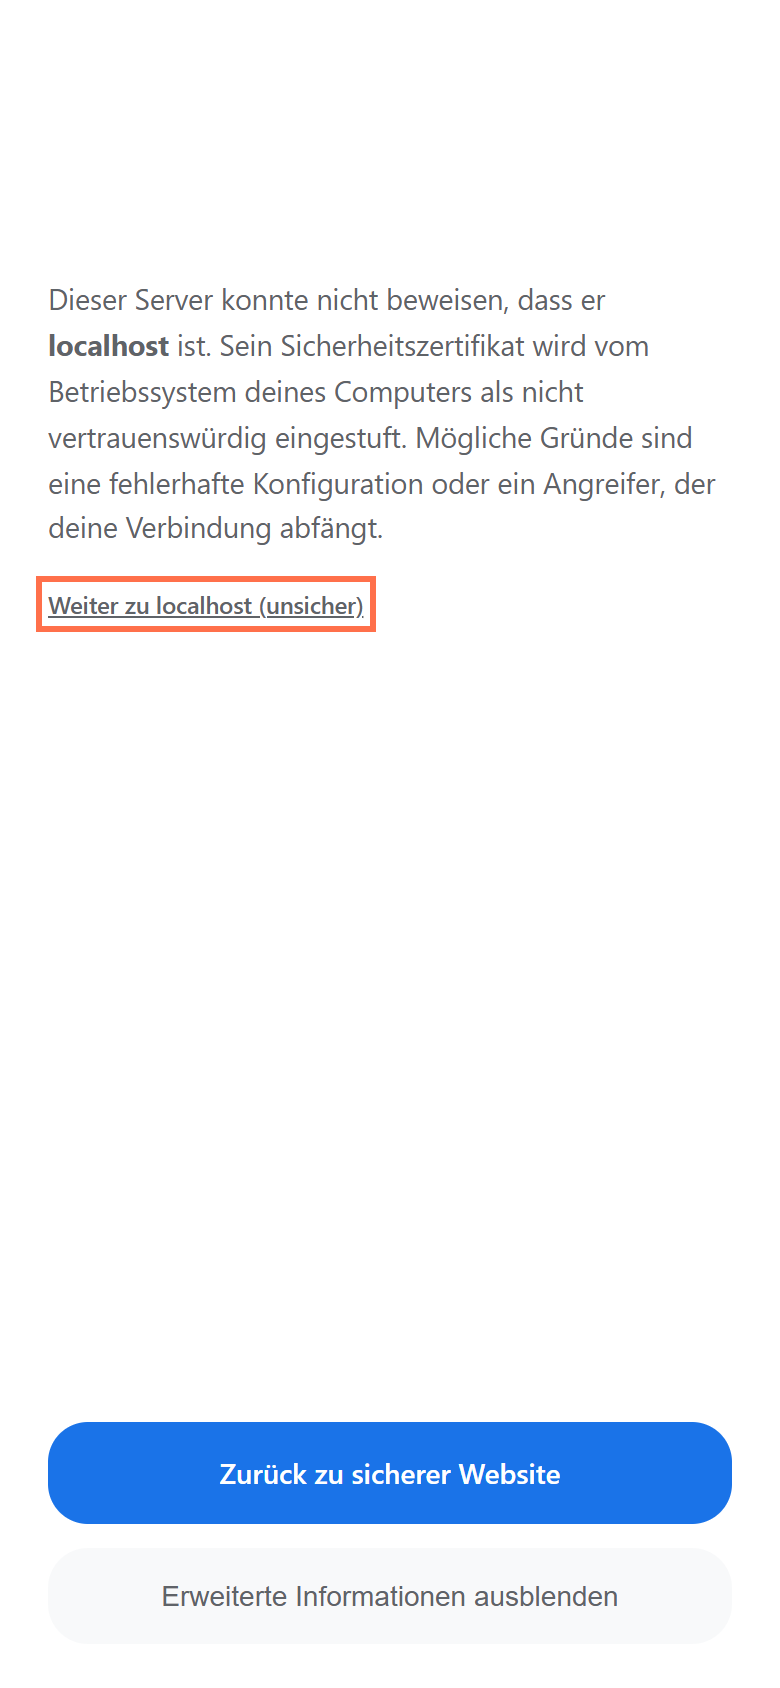 Dieser Server konnte nicht beweisen, dass er
localhost ist. Sein Sicherheitszertifikat wird vom
Betriebssystem deines Computers als nicht
vertrauenswürdig eingestuft. Mögliche Gründe sind
eine fehlerhafte Konfiguration oder ein Angreifer, der
deine Verbindung abfängt.
Weiter zu localhost (unsicher)
Zurück zu sicherer Website
Erweiterte Informationen ausblenden